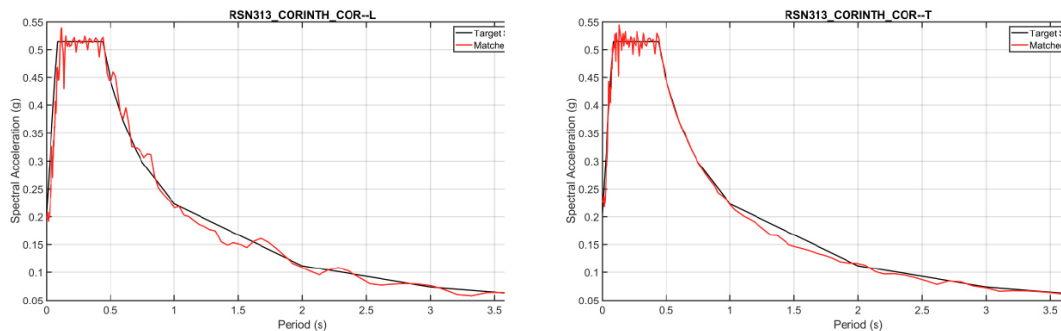 RSN313_CORINTH_COR--L
0.55
0.5
0.45
0.4
0.35
0.3
0.25
0.2
0.15
0.1
0.05
Spectral Acceleration (g)
Target S
Matche
0 0.5 1 1.5 2 2.5 3 3.5
Period (s)
RSN313_CORINTH_COR--T
0.55
0.5
0.45
0.4
0.35
0.3
0.25
0.2
0.15
0.1
0.05
Spectral Acceleration (g)
Target S
Matche
0 0.5 1 1.5 2 2.5 3 3.5
Period (s)